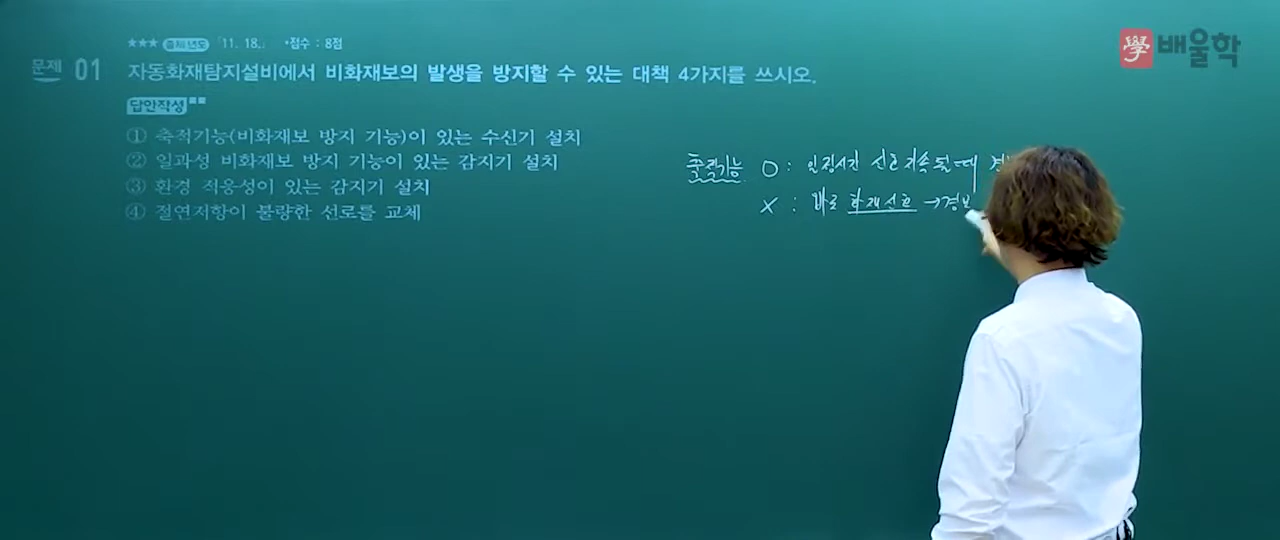 ★★★ 출제년도 '11. 18.」 •점수 : 8점
문제 01 자동화재탐지설비에서 비화재보의 발생을 방지할 수 있는 대책 4가지를 쓰시오.
답안작성
① 축적기능(비화재보 방지 기능)이 있는 수신기 설치
② 일과성 비화재보 방지 기능이 있는 감지기 설치
③ 환경 적응성이 있는 감지기 설치
④ 절연저항이 불량한 선로를 교체
學 배울학
축적기능 O : 일정시간 신호지속될때
X : 바로 화재신호 → 경보